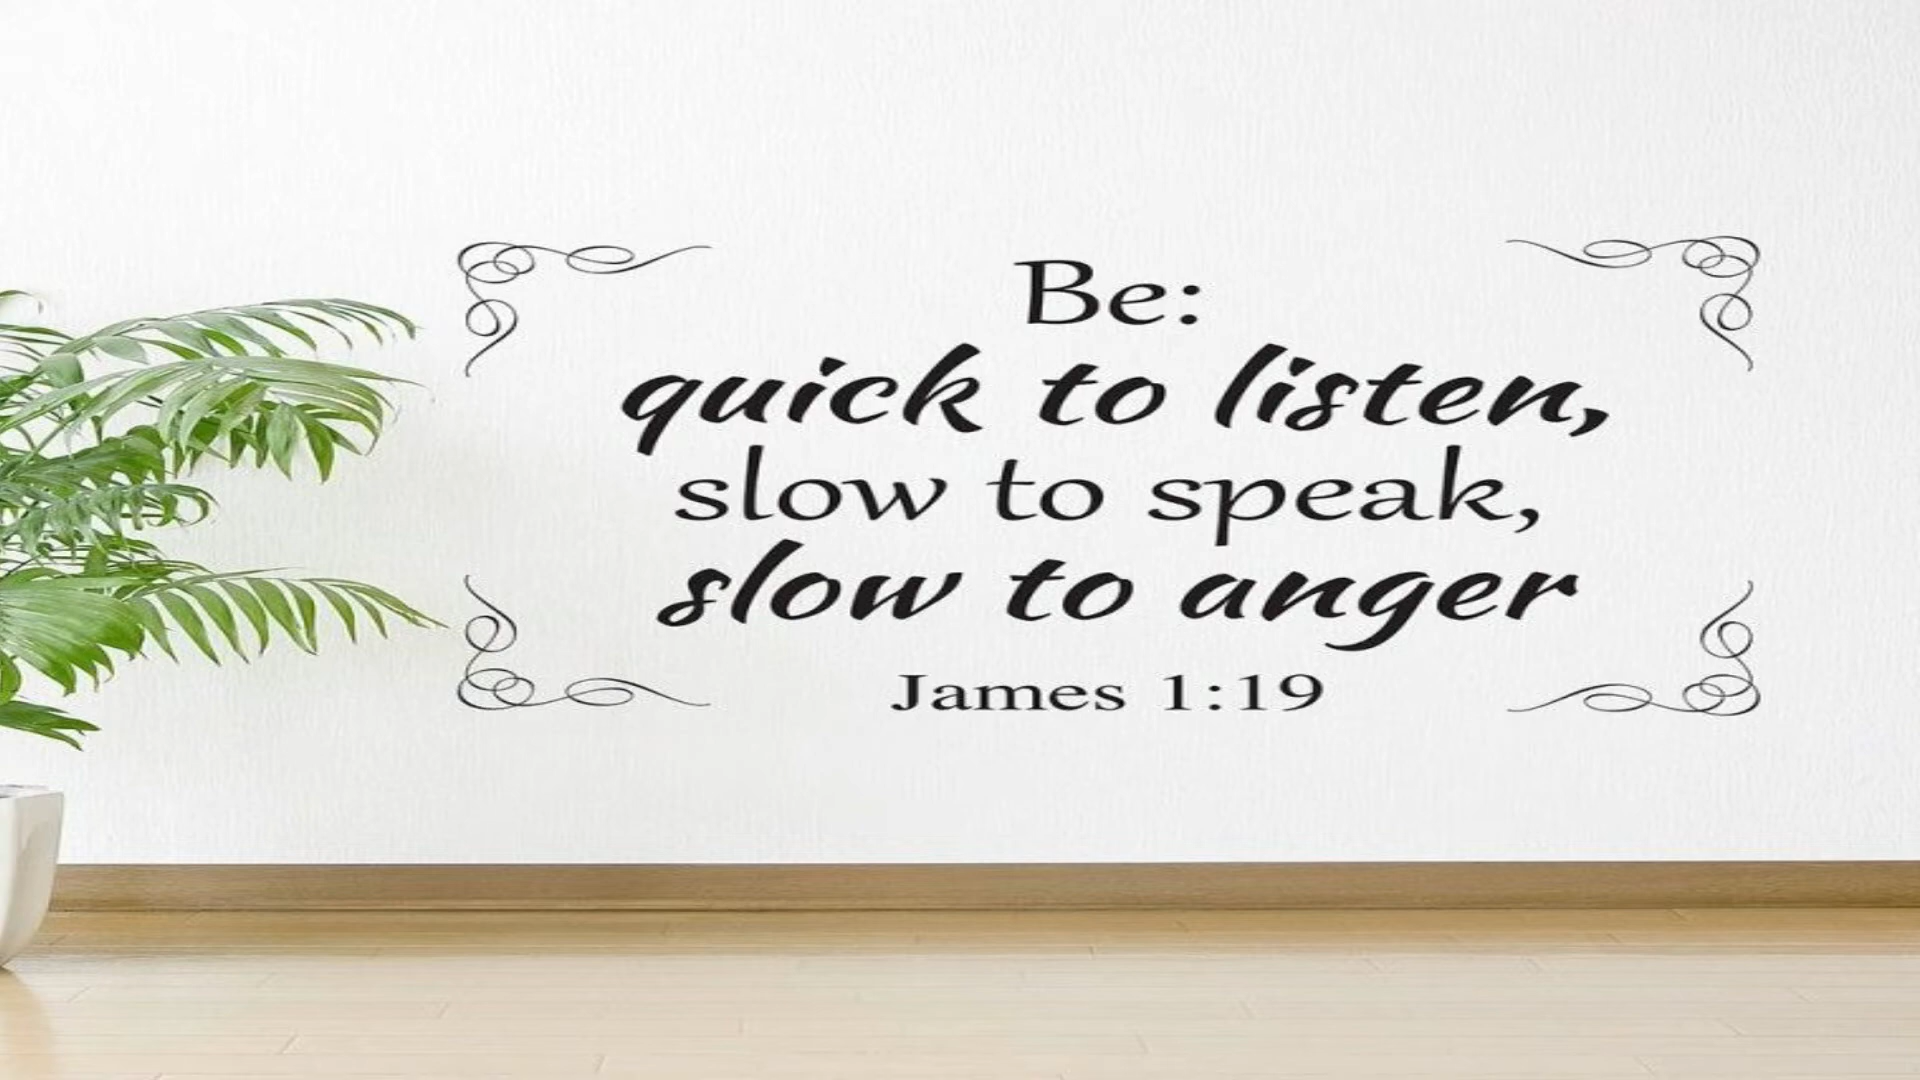 Be:
quick to listen,
slow to speak,
slow to anger
James 1:19